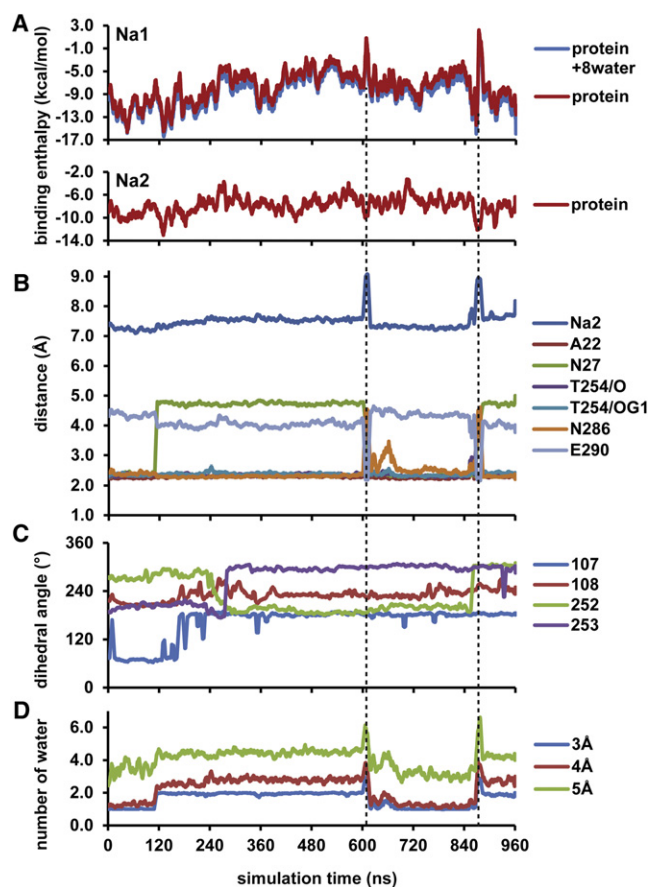 A
Na1
binding enthalpy (kcal/mol)
3.0
-1.0
-5.0
-9.0
-13.0
-17.0
protein
+8water
protein
Na2
-2.0
-6.0
-10.0
-14.0
protein
B
distance (Å)
9.0
8.0
7.0
6.0
5.0
4.0
3.0
2.0
1.0
Na2
A22
N27
T254/O
T254/OG1
N286
E290
C
dihedral angle (°)
360
240
120
0
107
108
252
253
D
number of water
6.0
4.0
2.0
0.0
3Å
4Å
5Å
0 120 240 360 480 600 720 840 960
simulation time (ns)